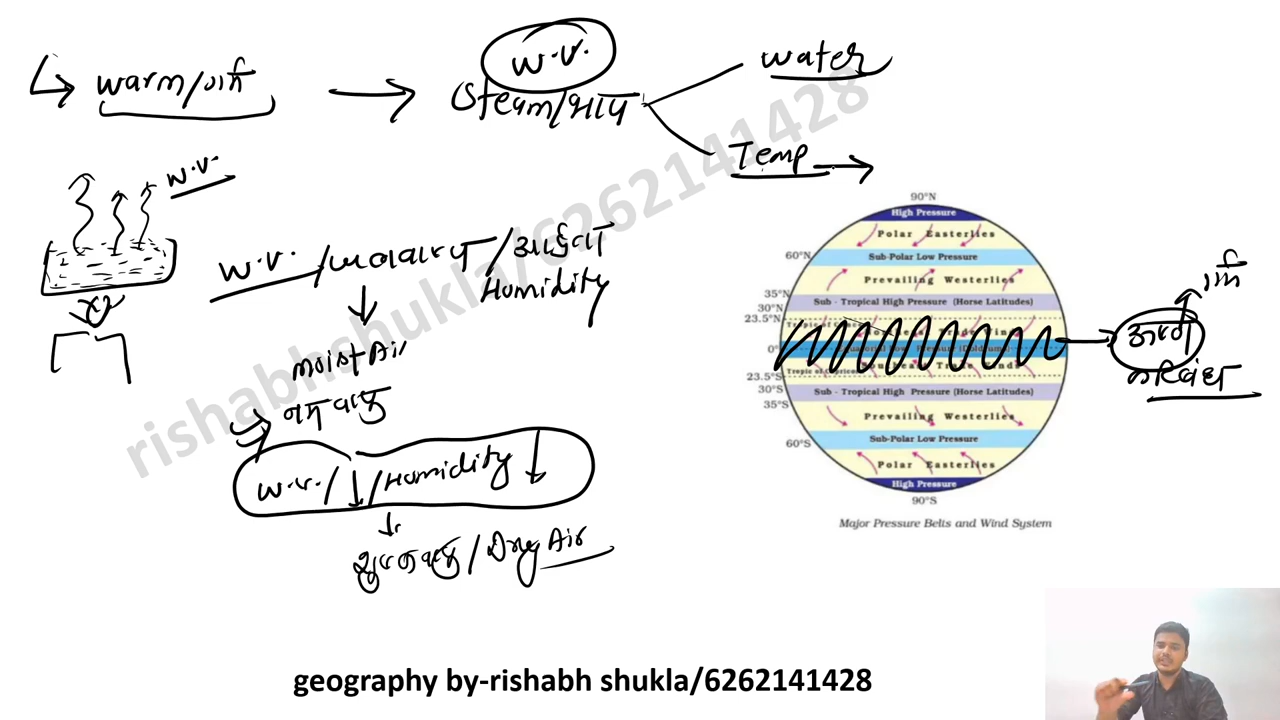 warm/गर्म
W.V.
Steam/भाप
water
Temp
W.V.
W.V./जलवाष्प/आर्द्रता
Humidity
moist Air
नम वायु
W.V./ /Humidity
शुष्क वायु/Dry Air
rishabhshukla/6262141428
90°N
High Pressure
Polar Easterlies
60°N
Sub-Polar Low Pressure
Prevailing Westerlies
35°N
30°N
Sub - Tropical High Pressure (Horse Latitudes)
23.5°N
0°
23.5°S
30°S
Sub - Tropical High Pressure (Horse Latitudes)
35°S
Prevailing Westerlies
60°S
Sub-Polar Low Pressure
Polar Easterlies
High Pressure
90°S
Major Pressure Belts and Wind System
गर्म
उष्ण
कटिबंध
geography by-rishabh shukla/6262141428